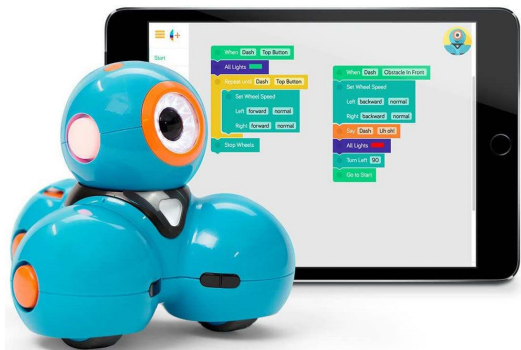 Start
When Dash Top Button
All Lights
Repeat Until Dash Top Button
Set Wheel Speed
Left forward normal
Right forward normal
Stop Wheels
When Dash Obstacle In Front
Set Wheel Speed
Left backward normal
Right backward normal
Say Dash Uh oh!
All Lights
Turn Left 90
Go to Start